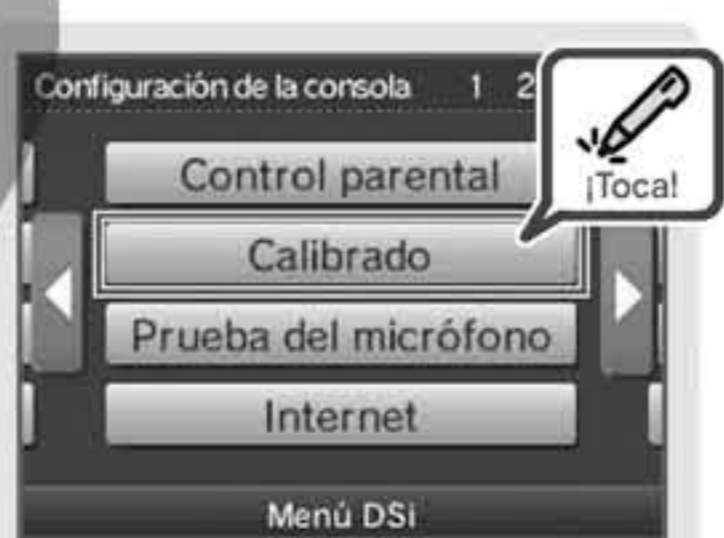 Configuración de la consola 1 2
¡Toca!
Control parental
Calibrado
Prueba del micrófono
Internet
Menú DSi